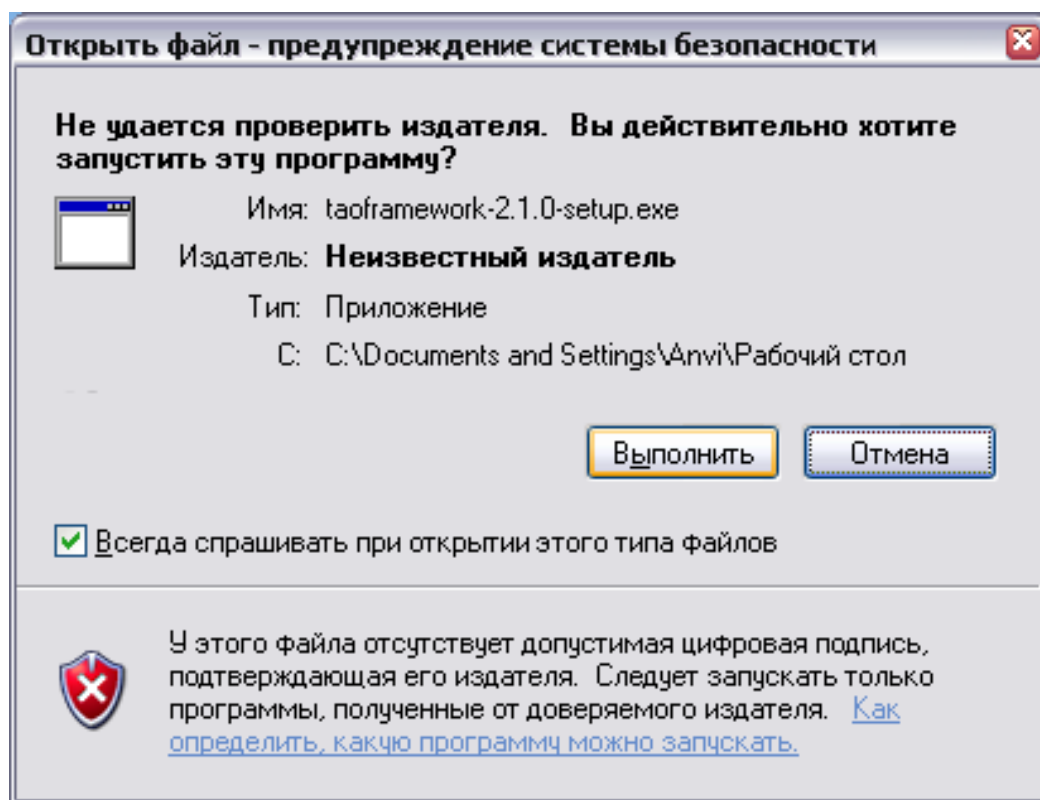 Открыть файл - предупреждение системы безопасности
Не удается проверить издателя. Вы действительно хотите
запустить эту программу?
Имя: taoframework-2.1.0-setup.exe
Издатель: Неизвестный издатель
Тип: Приложение
С: C:\Documents and Settings\Anvi\Рабочий стол
Выполнить Отмена
Всегда спрашивать при открытии этого типа файлов
У этого файла отсутствует допустимая цифровая подпись,
подтверждающая его издателя. Следует запускать только
программы, полученные от доверяемого издателя. Как
определить, какую программу можно запускать.